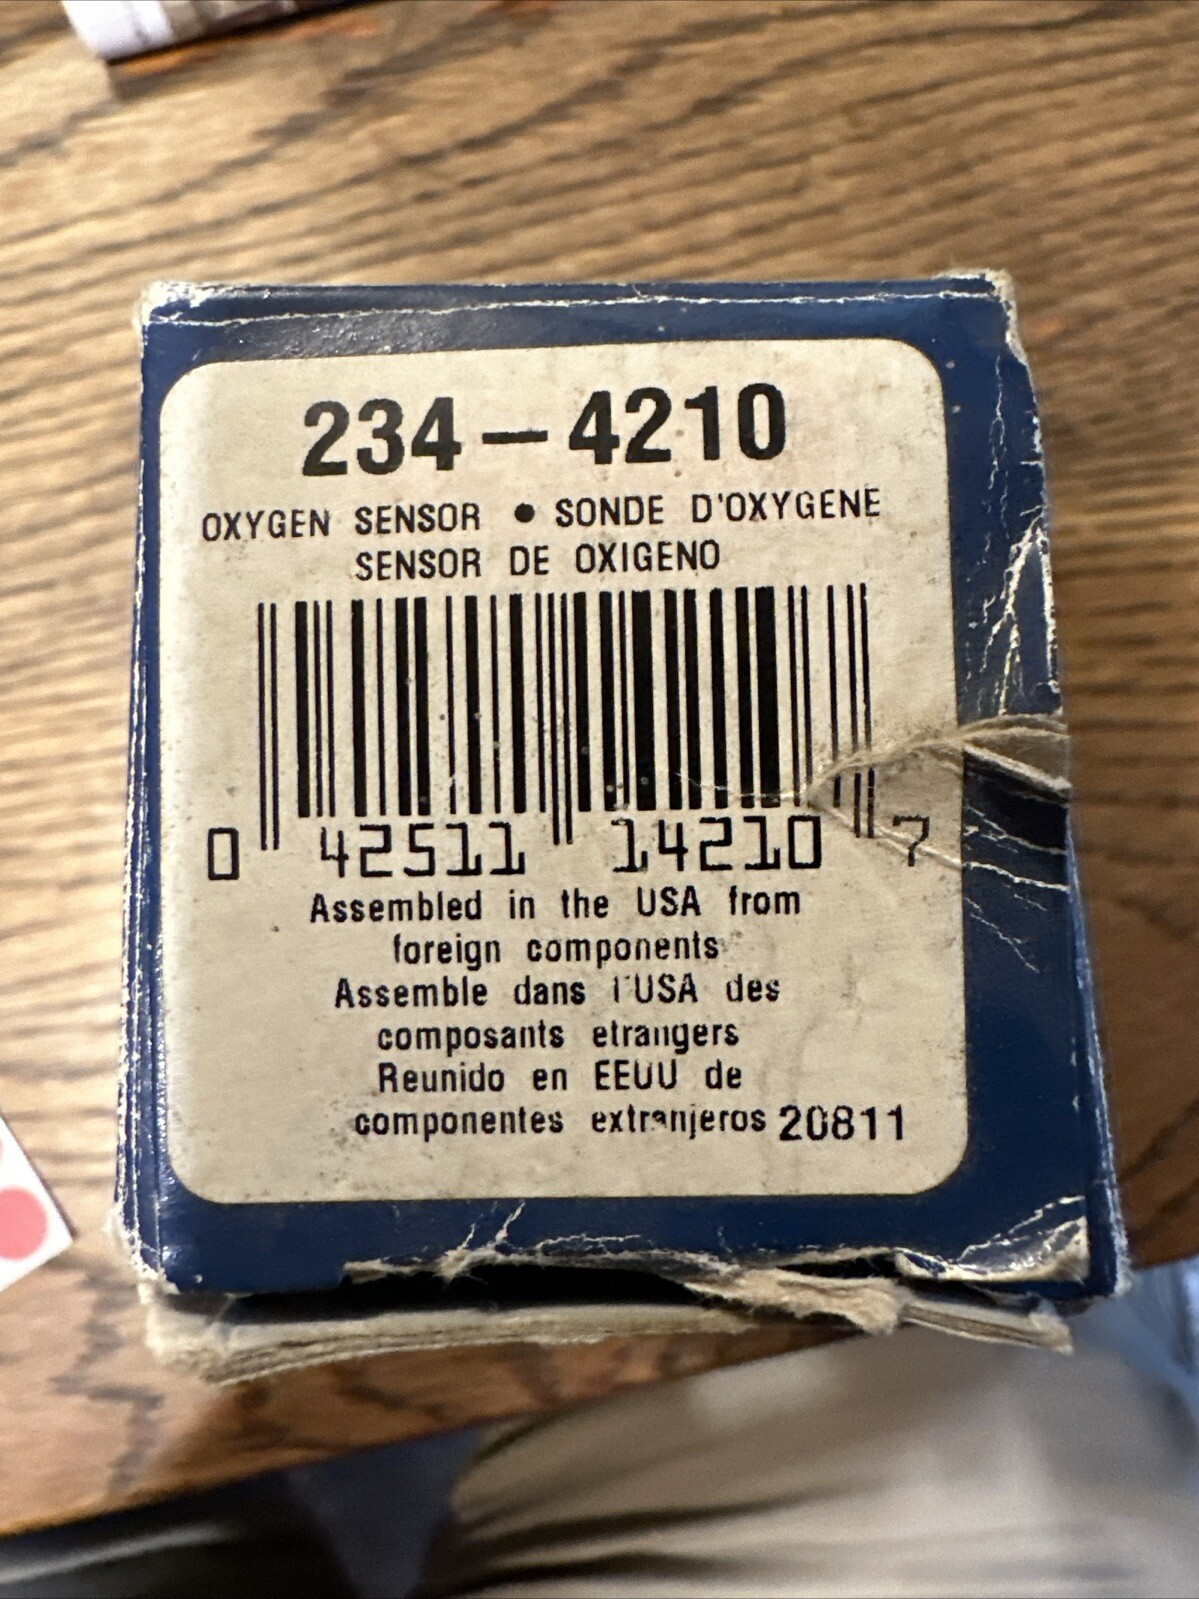 234-4210
OXYGEN SENSOR • SONDE D'OXYGENE
SENSOR DE OXIGENO
0 42511 14210 7
Assembled in the USA from
foreign components
Assemble dans l'USA des
composants etrangers
Reunido en EEUU de
componentes extranjeros 20811